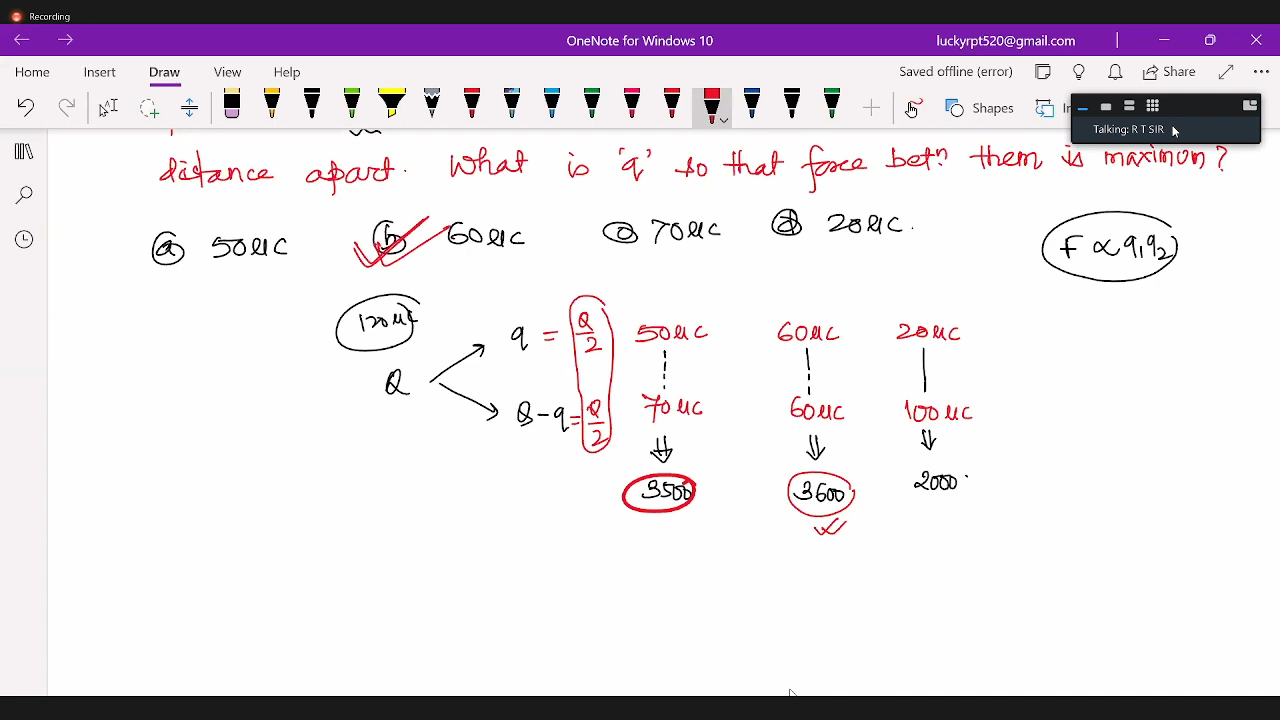 Recording
OneNote for Windows 10
luckyrpt520@gmail.com
Home Insert Draw View Help
Saved offline (error)
Share
Shapes
In
Talking: R T SIR
distance apart. What is 'q' so that force betn them is maximum?
(a) 50μC (b) 60μC (c) 70μC (d) 20μC.
F ∝ q1q2
120μC
q = Q/2 50μC 60μC 20μC
Q
Q-q = Q/2 70μC 60μC 100μC
3500 3600 2000